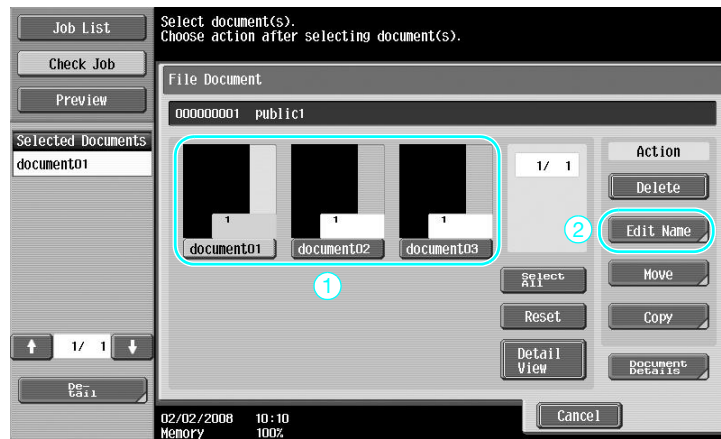 Job List
Check Job
Preview
Selected Documents
document01
1/ 1
De-
tail
Select document(s).
Choose action after selecting document(s).
File Document
000000001 public1
1
document01
1
document02
1
document03
1
1/ 1
Select
All
Reset
Detail
View
Action
Delete
2
Edit Name
Move
Copy
Document
Details
Cancel
02/02/2008 10:10
Memory 100%